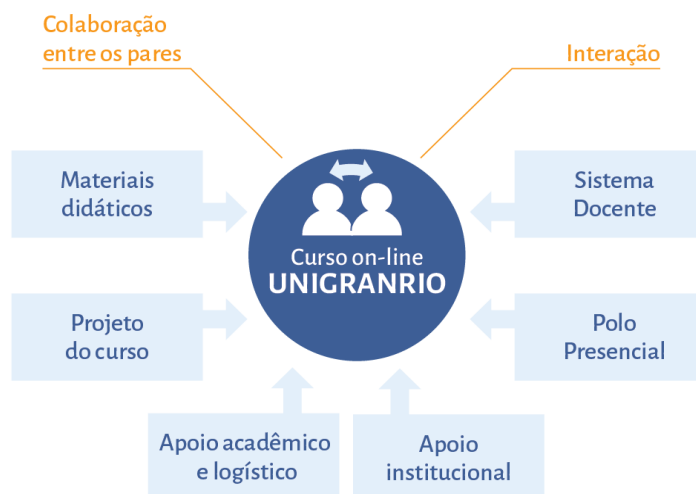 Colaboração
entre os pares
Interação
Materiais
didáticos
Sistema
Docente
Curso on-line
UNIGRANRIO
Projeto
do curso
Polo
Presencial
Apoio acadêmico
e logístico
Apoio
institucional